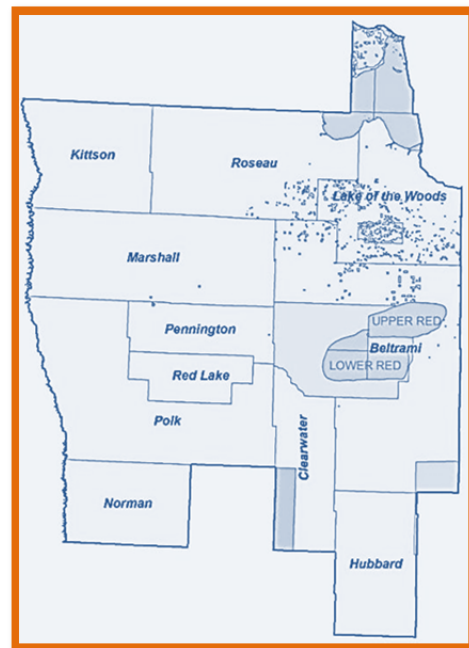 Kittson
Roseau
Lake of the Woods
Marshall
UPPER RED
Pennington
Beltrami
LOWER RED
Red Lake
Polk
Clearwater
Norman
Hubbard